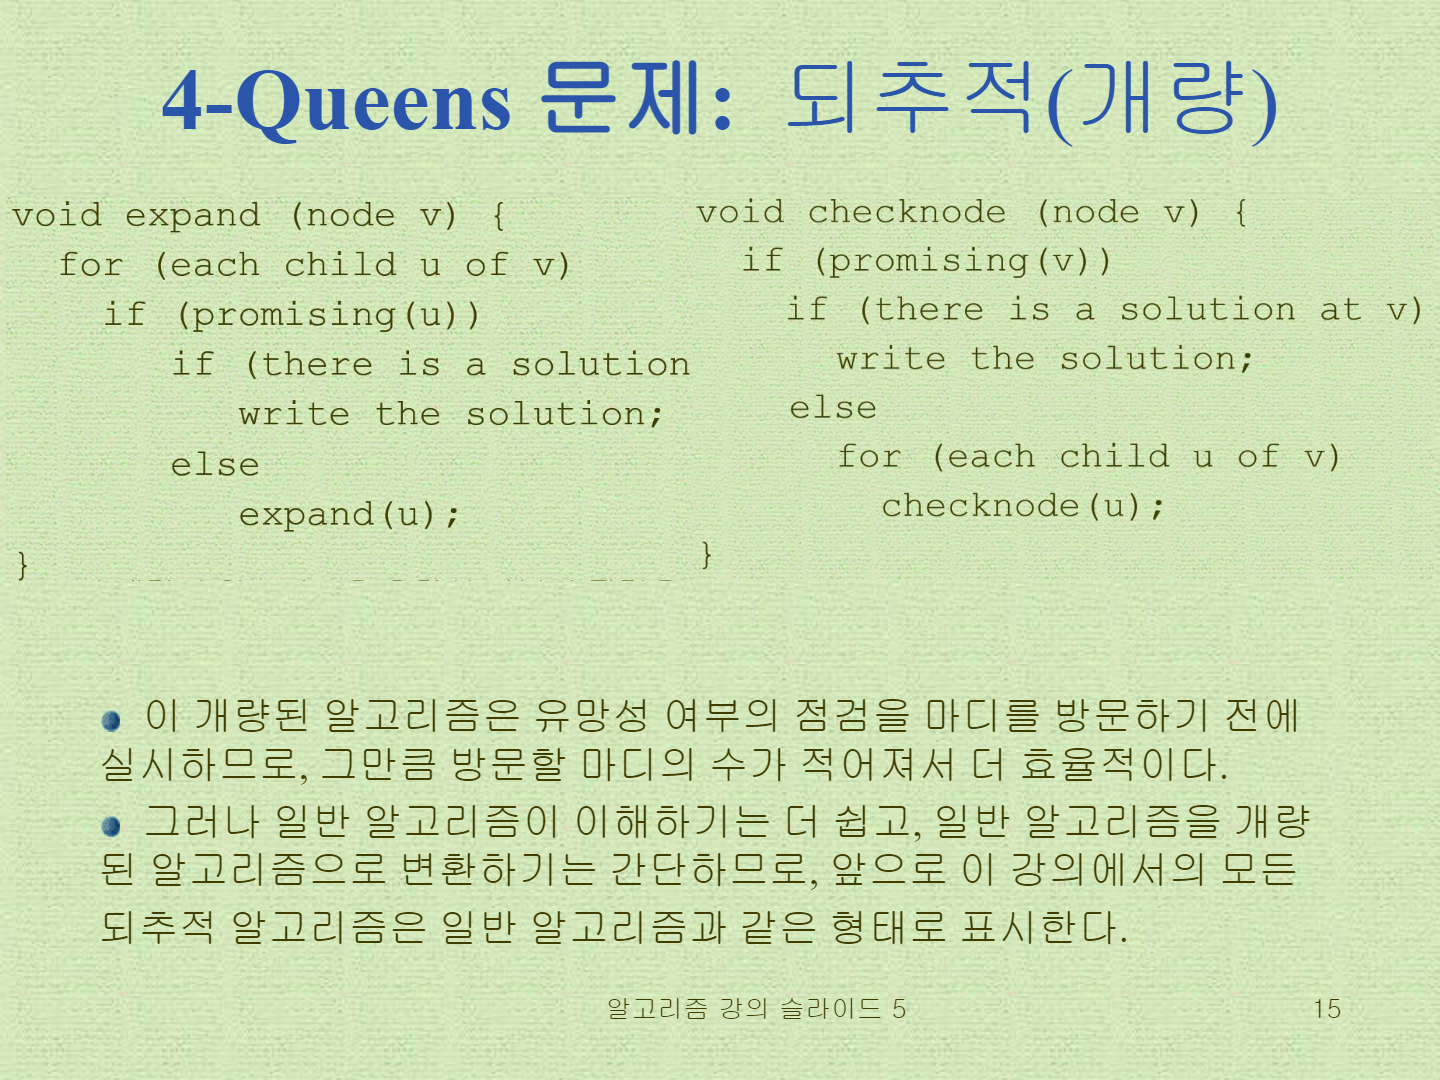 4-Queens 문제: 되추적(개량)
void expand (node v) {
for (each child u of v)
if (promising(u))
if (there is a solution
write the solution;
else
expand(u);
}
void checknode (node v) {
if (promising(v))
if (there is a solution at v)
write the solution;
else
for (each child u of v)
checknode(u);
}
이 개량된 알고리즘은 유망성 여부의 점검을 마디를 방문하기 전에
실시하므로, 그만큼 방문할 마디의 수가 적어져서 더 효율적이다.
그러나 일반 알고리즘이 이해하기는 더 쉽고, 일반 알고리즘을 개량
된 알고리즘으로 변환하기는 간단하므로, 앞으로 이 강의에서의 모든
되추적 알고리즘은 일반 알고리즘과 같은 형태로 표시한다.
알고리즘 강의 슬라이드 5
15